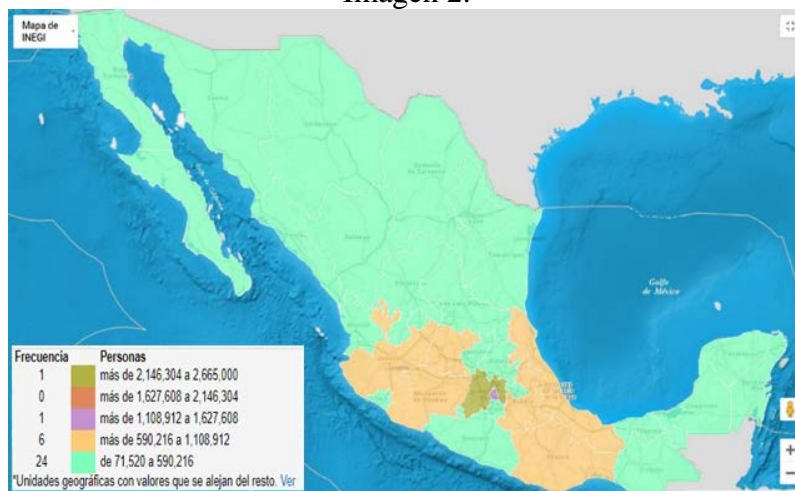 Imagen 2.
Mapa de
INEGI
Golfo
de México
Frecuencia Personas
1 más de 2,146,304 a 2,665,000
0 más de 1,627,608 a 2,146,304
1 más de 1,108,912 a 1,627,608
6 más de 590,216 a 1,108,912
24 de 71,520 a 590,216
*Unidades geográficas con valores que se alejan del resto. Ver
+
−